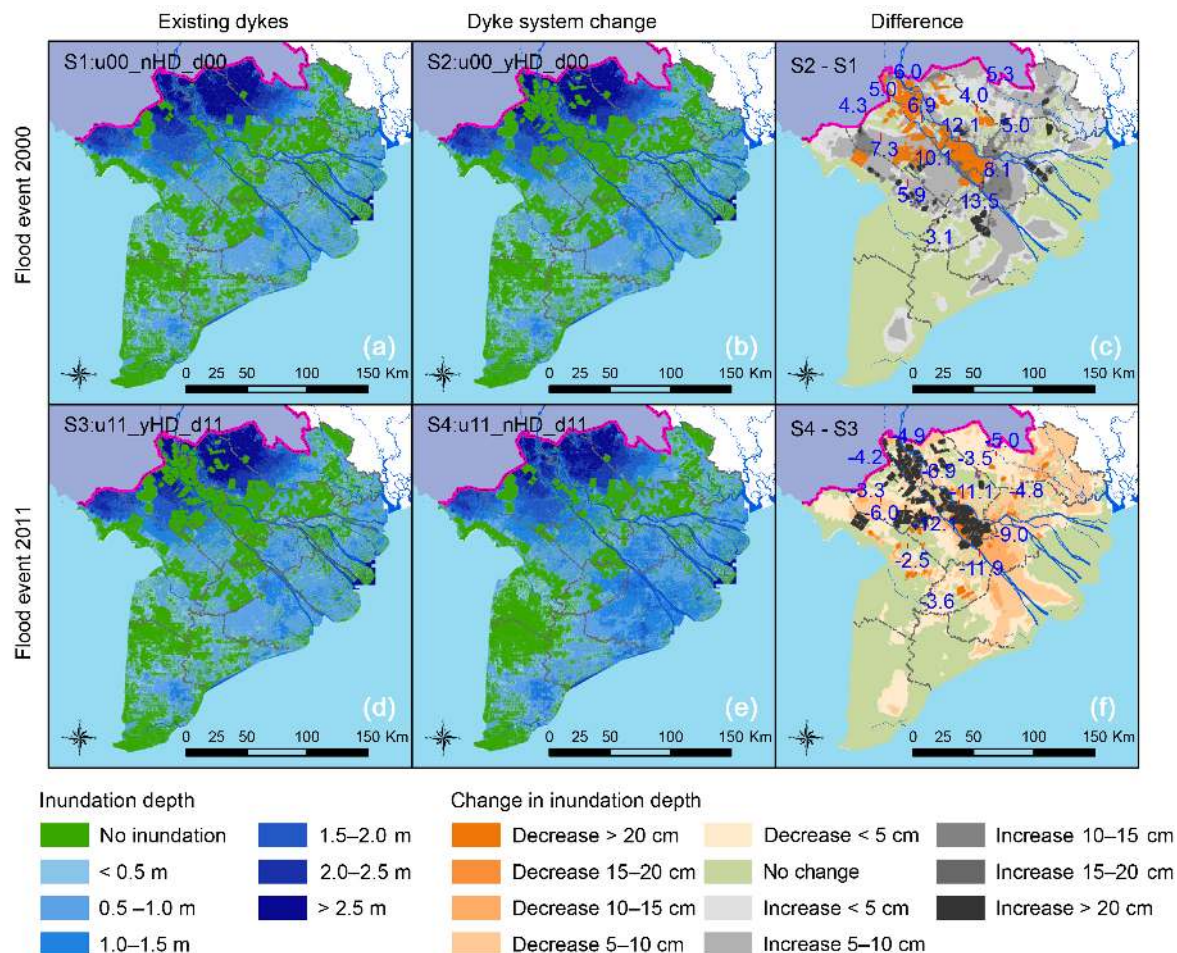 Existing dykes
Dyke system change
Difference
Flood event 2000
S1:u00_nHD_d00
(a)
0 25 50 100 150 Km
S2:u00_yHD_d00
(b)
0 25 50 100 150 Km
S2 - S1
6.0
5.3
5.0
4.0
4.3
6.9
12.1
5.0
7.3
10.1
8.1
5.9
13.5
3.1
(c)
0 25 50 100 150 Km
Flood event 2011
S3:u11_yHD_d11
(d)
0 25 50 100 150 Km
S4:u11_nHD_d11
(e)
0 25 50 100 150 Km
S4 - S3
-4.9
-5.0
-4.2
-3.5
-6.9
-3.3
-11.1
-4.8
-6.0
-12.1
-9.0
-2.5
-11.9
-3.6
(f)
0 25 50 100 150 Km
Inundation depth
No inundation
< 0.5 m
0.5 –1.0 m
1.0–1.5 m
1.5–2.0 m
2.0–2.5 m
> 2.5 m
Change in inundation depth
Decrease > 20 cm
Decrease 15–20 cm
Decrease 10–15 cm
Decrease 5–10 cm
Decrease < 5 cm
No change
Increase < 5 cm
Increase 5–10 cm
Increase 10–15 cm
Increase 15–20 cm
Increase > 20 cm